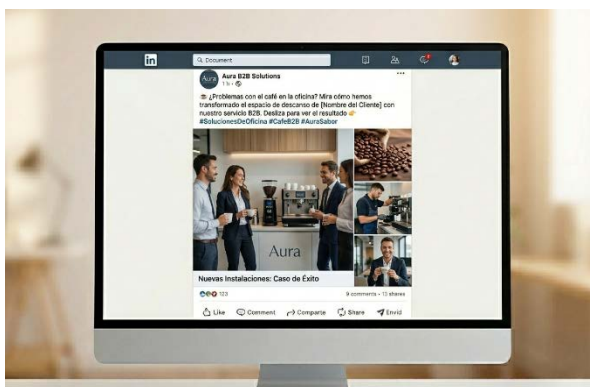 in
Document
Aura
Aura B2B Solutions
☕ ¿Problemas con el café en la oficina? Mira cómo hemos
transformado el espacio de descanso de [Nombre del Cliente] con
nuestro servicio B2B. Desliza para ver el resultado 👉
#SolucionesDeOficina #CafeB2B #AuraSabor
Aura
Nuevas Instalaciones: Caso de Éxito
123
9 comments • 13 shares
Like Comment Comparte Share Envid